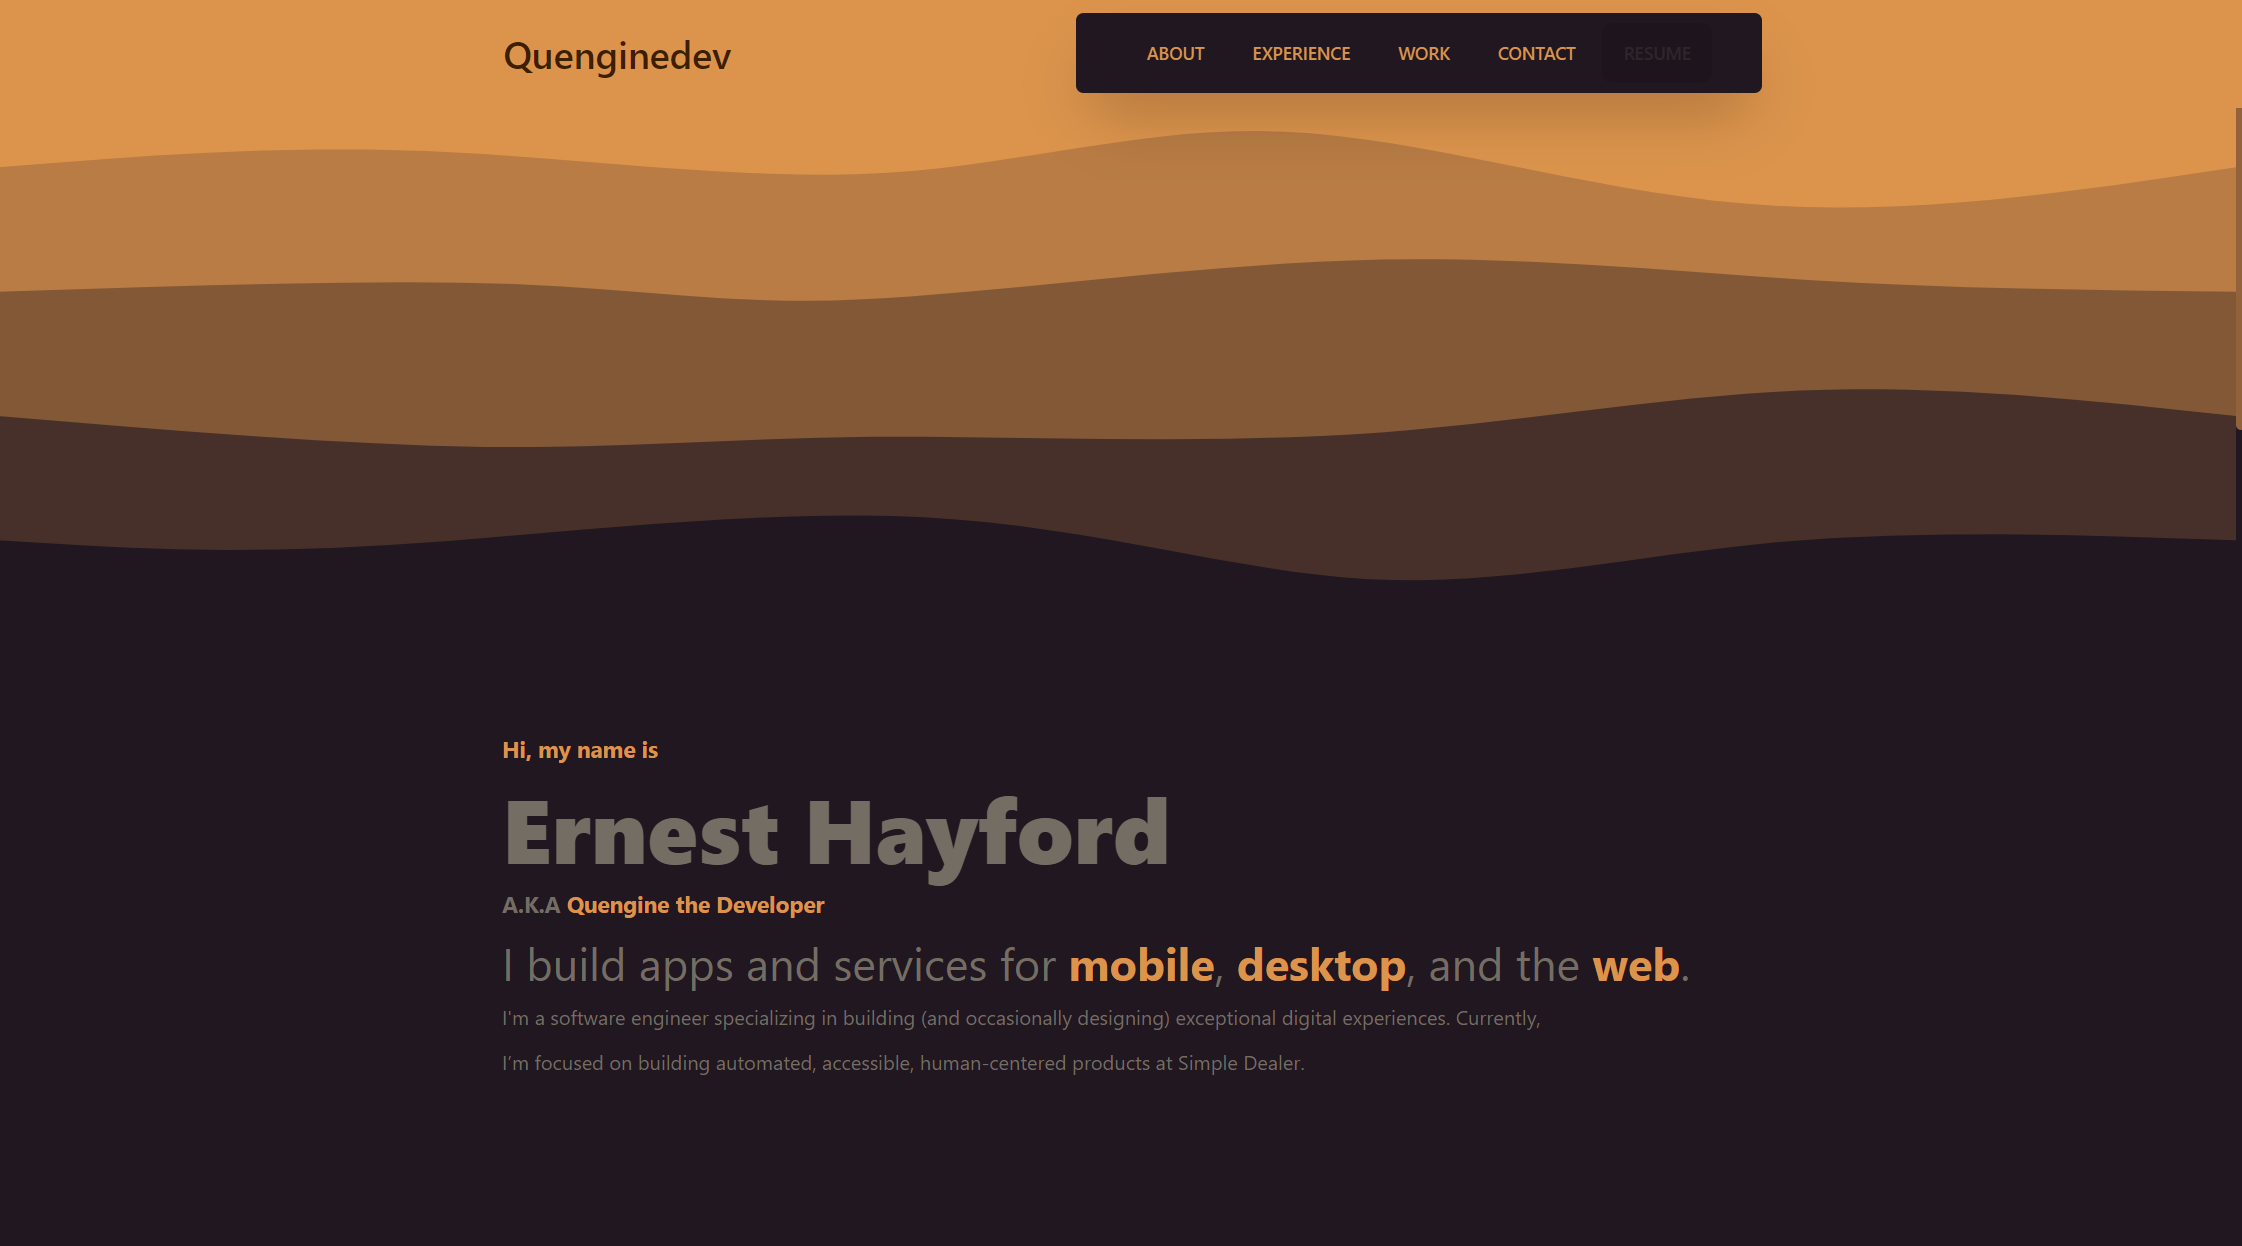 Quenginedev
ABOUT EXPERIENCE WORK CONTACT RESUME
Hi, my name is
Ernest Hayford
A.K.A Quengine the Developer
I build apps and services for mobile, desktop, and the web.
I'm a software engineer specializing in building (and occasionally designing) exceptional digital experiences. Currently,
I’m focused on building automated, accessible, human-centered products at Simple Dealer.